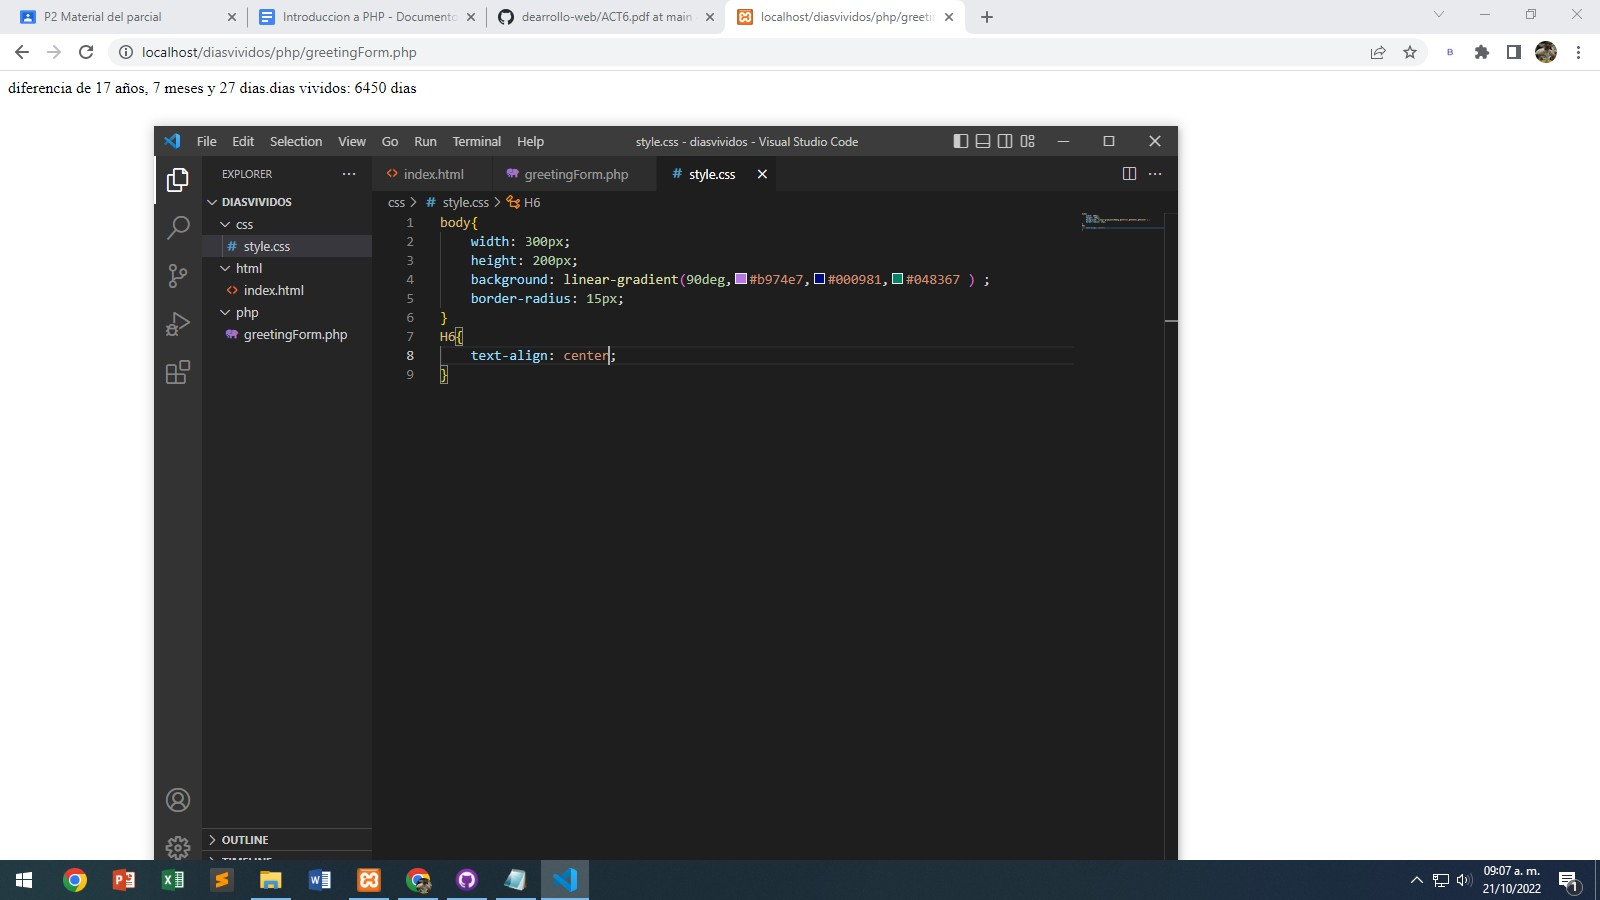 P2 Material del parcial
Introduccion a PHP - Documento
dearrollo-web/ACT6.pdf at main
localhost/diasvividos/php/greetin
localhost/diasvividos/php/greetingForm.php
B
diferencia de 17 años, 7 meses y 27 dias.dias vividos: 6450 dias
File Edit Selection View Go Run Terminal Help
style.css - diasvividos - Visual Studio Code
EXPLORER
index.html
greetingForm.php
# style.css
DIASVIVIDOS
css
# style.css
html
index.html
php
greetingForm.php
css > # style.css > H6
1 body{
2 width: 300px;
3 height: 200px;
4 background: linear-gradient(90deg,#b974e7,#000981,#048367 ) ;
5 border-radius: 15px;
6 }
7 H6{
8 text-align: center;
9 }
OUTLINE
TIMELINE
09:07 a. m.
21/10/2022
1